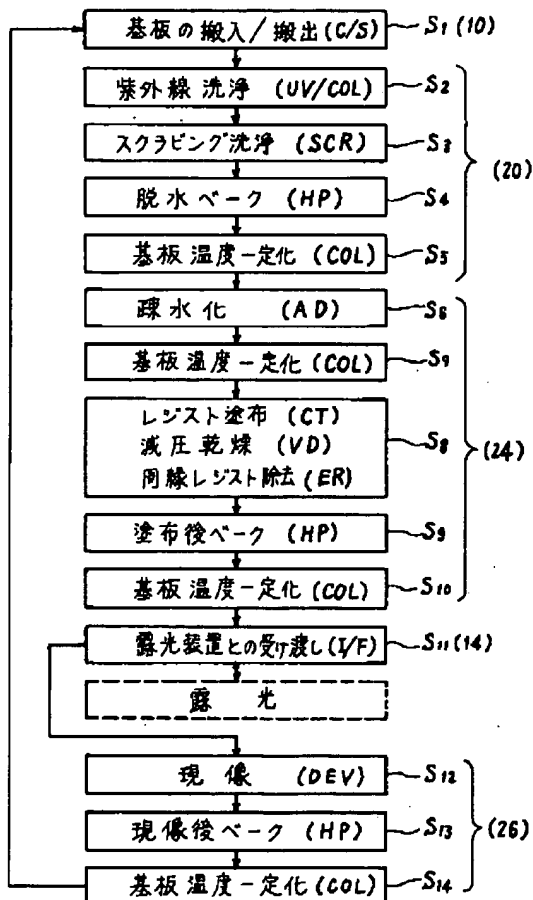 基板の搬入/搬出(C/S) S1(10)
紫外線洗浄 (UV/COL) S2
スクラビング洗浄 (SCR) S3
(20)
脱水ベーク (HP) S4
基板温度一定化 (COL) S5
疎水化 (AD) S6
基板温度一定化 (COL) S9
レジスト塗布 (CT)
減圧乾燥 (VD) S8
(24)
周縁レジスト除去 (ER)
塗布後ベーク (HP) S9
基板温度一定化 (COL) S10
露光装置との受け渡し(I/F) S11(14)
露光
現像 (DEV) S12
現像後ベーク (HP) S13
(26)
基板温度一定化(COL) S14